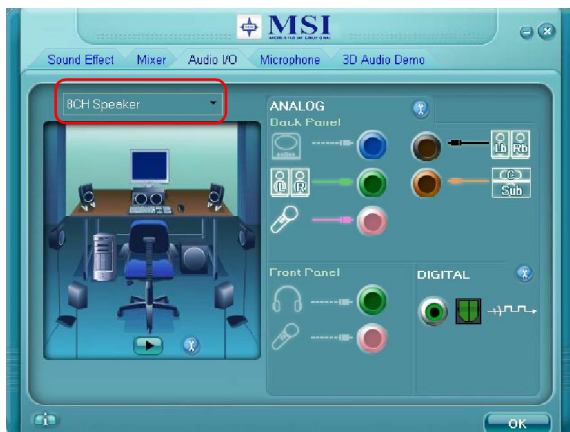 MSI
Sound Effect
Mixer
Audio I/O
Microphone
3D Audio Demo
8CH Speaker
ANALOG
Back Panel
L R
Lb Rb
C
Sub
Front Panel
DIGITAL
OK